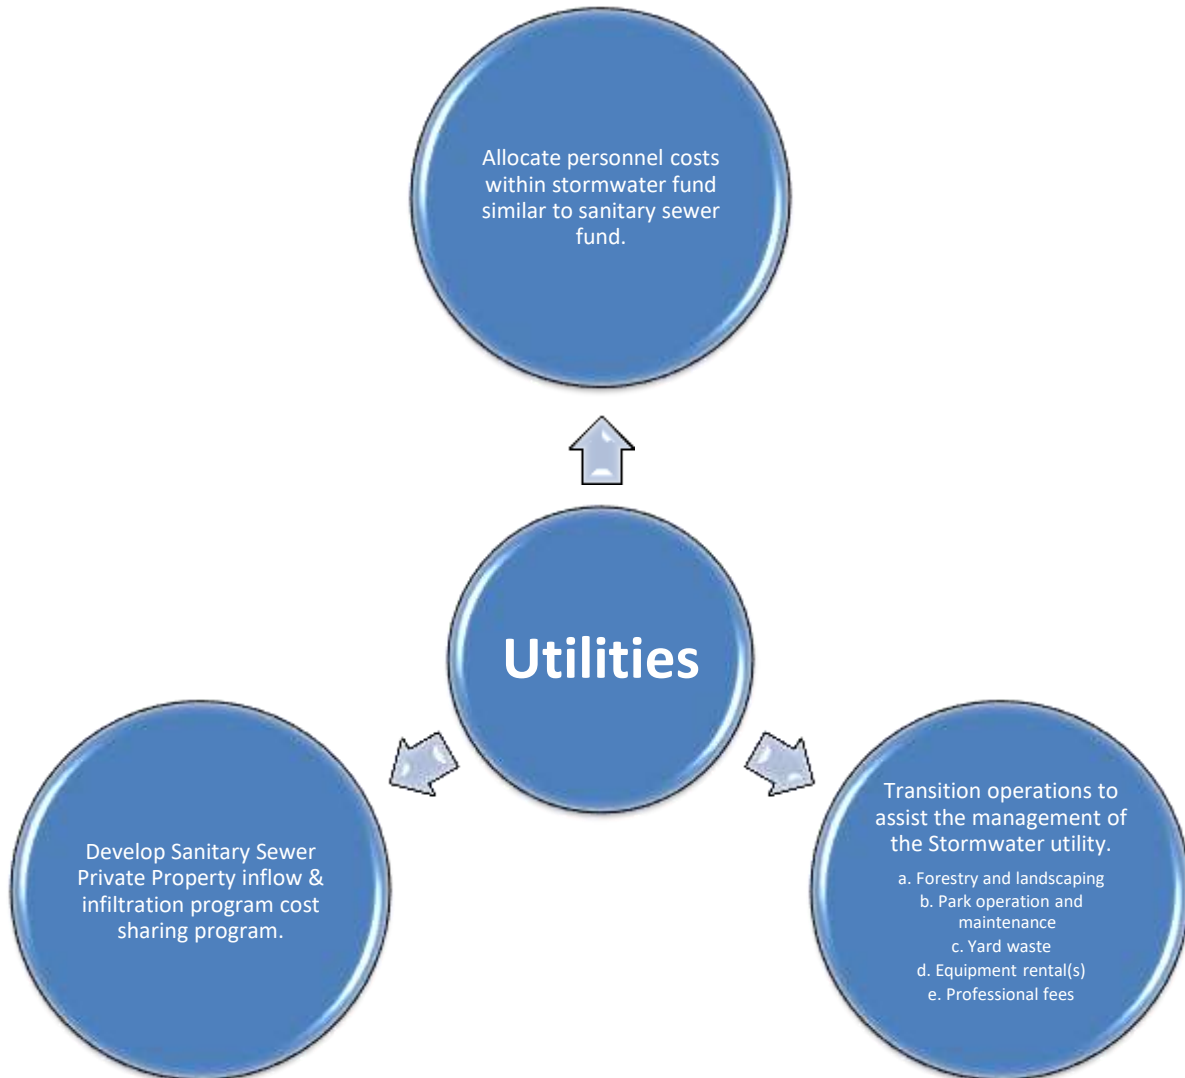 Allocate personnel costs
within stormwater fund
similar to sanitary sewer
fund.
Utilities
Develop Sanitary Sewer
Private Property inflow &
infiltration program cost
sharing program.
Transition operations to
assist the management of
the Stormwater utility.
a. Forestry and landscaping
b. Park operation and
maintenance
c. Yard waste
d. Equipment rental(s)
e. Professional fees